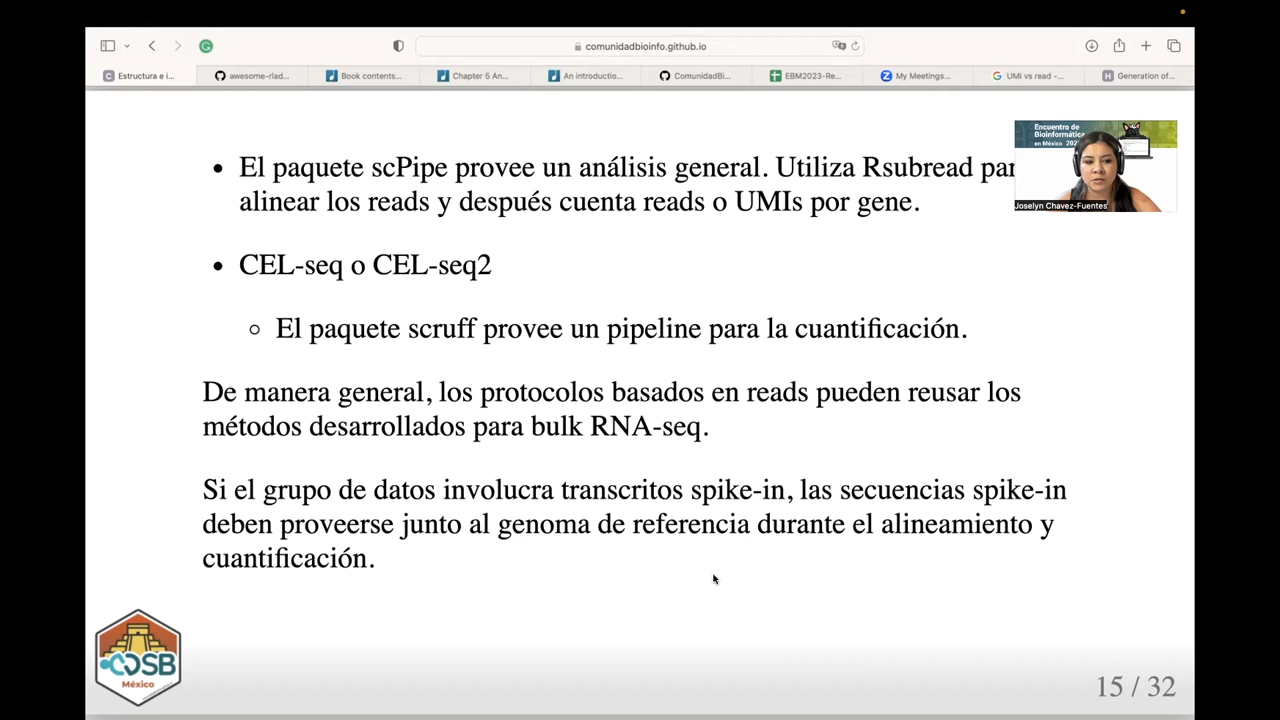 comunidadbioinfo.github.io
Estructura e i...
awesome-rlad...
Book contents...
Chapter 5 An...
An introductio...
ComunidadBi...
EBM2023-Re...
My Meetings...
UMI vs read -...
Generation of...
Encuentro de
Bioinformática
en México
Joselyn Chavez-Fuentes
• El paquete scPipe provee un análisis general. Utiliza Rsubread par
alinear los reads y después cuenta reads o UMIs por gene.
• CEL-seq o CEL-seq2
○ El paquete scruff provee un pipeline para la cuantificación.
De manera general, los protocolos basados en reads pueden reusar los
métodos desarrollados para bulk RNA-seq.
Si el grupo de datos involucra transcritos spike-in, las secuencias spike-in
deben proveerse junto al genoma de referencia durante el alineamiento y
cuantificación.
CDSB
México
15 / 32